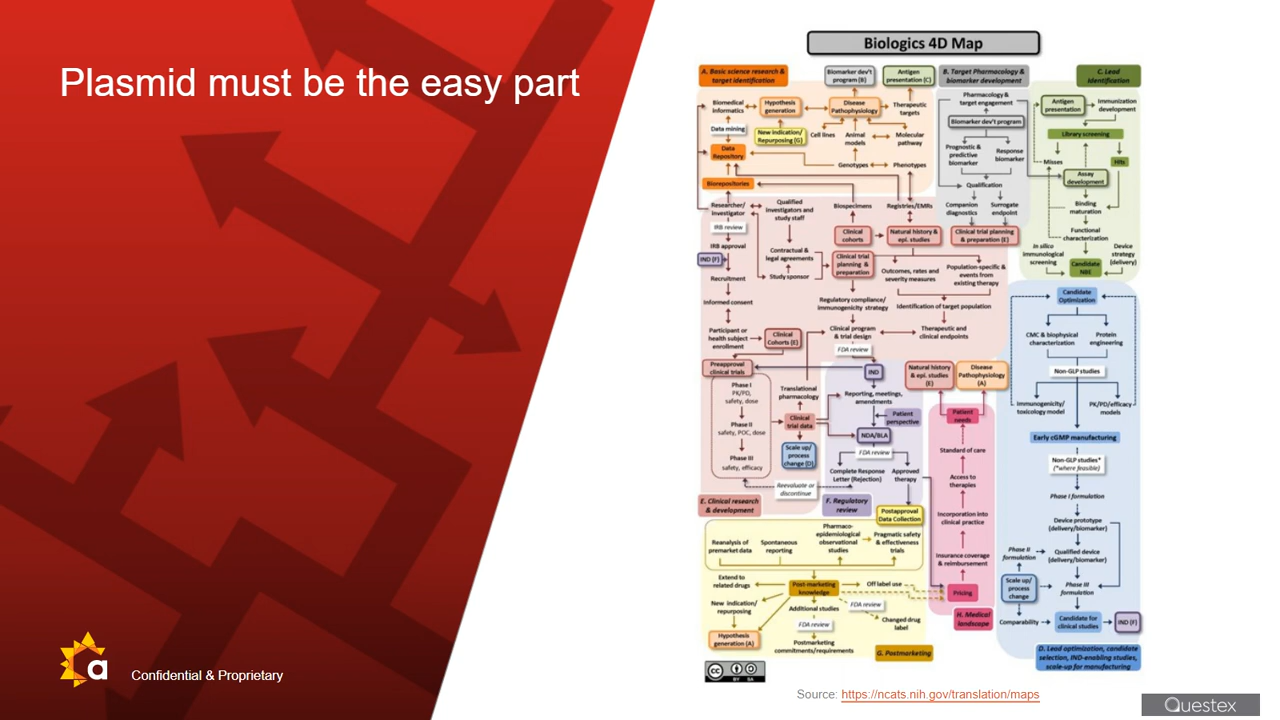 Plasmid must be the easy part
Confidential & Proprietary
Biologics 4D Map
A. Basic science research &
target identification
Biomarker dev't
program (B)
Antigen
presentation (C)
B. Target Pharmacology &
biomarker development
C. Lead
Identification
Biomedical
informatics
Hypothesis
generation
Disease
Pathophysiology
Therapeutic
targets
Data mining
New indication/
Repurposing (G)
Cell lines
Animal
models
Molecular
pathway
Data
Repository
Genotypes
Phenotypes
Biorepositories
Pharmacology &
target engagement
Biomarker dev't program
Prognostic &
predictive
biomarker
Response
biomarker
Qualification
Companion
diagnostics
Surrogate
endpoint
Clinical trial planning
& preparation (E)
Antigen
presentation
Immunization
development
Library screening
Misses
Hits
Assay
development
Binding
maturation
Functional
characterization
In silico
immunological
screening
Device
strategy
(delivery)
Candidate
NBE
Researcher/
investigator
Qualified
investigators and
study staff
Biospecimens
Registries/EMRs
IRB review
IRB approval
IND (F)
Contractual &
legal agreements
Clinical
cohorts
Natural history &
epi. studies
Clinical trial
planning &
preparation
Recruitment
Study sponsor
Outcomes, rates and
severity measures
Population-specific &
events from
existing therapy
Informed consent
Regulatory compliance/
immunogenicity strategy
Identification of target population
Participant or
health subject
enrollment
Clinical
Cohorts (E)
Clinical program
& trial design
Therapeutic and
clinical endpoints
FDA review
Preapproval
clinical trials
IND
Natural history
& epi. studies
(E)
Disease
Pathophysiology
(A)
Phase I
PK/PD,
safety, dose
Translational
pharmacology
Reporting, meetings,
amendments
Patient
perspective
Patient
needs
Phase II
safety, POC, dose
Clinical
trial data
NDA/BLA
Phase III
safety, efficacy
Scale up/
process
change (D)
FDA review
Standard of care
Complete Response
Letter (Rejection)
Approved
therapy
Access to
therapies
Reevaluate or
discontinue
E. Clinical research
& development
F. Regulatory
review
Postapproval
Data Collection
Incorporation into
clinical practice
Reanalysis of
premarket data
Spontaneous
reporting
Pharmaco-
epidemiological
observational
studies
Pragmatic safety
& effectiveness
trials
Insurance coverage
& reimbursement
Extend to
related drugs
Post-marketing
knowledge
Off label use
Pricing
New indication/
repurposing
Additional studies
FDA review
FDA review
Changed drug
label
H. Medical
landscape
Hypothesis
generation (A)
Postmarketing
commitments/requirements
G. Postmarketing
Candidate
Optimization
CMC & biophysical
characterization
Protein
engineering
Non-GLP studies
Immunogenicity/
toxicology model
PK/PD/efficacy
models
Early cGMP manufacturing
Non-GLP studies*
(*where feasible)
Phase I formulation
Device prototype
(delivery/biomarker)
Phase II
formulation
Qualified device
(delivery/biomarker)
Scale up/
process
change
Phase III
formulation
Comparability
Candidate for
clinical studies
IND (F)
D. Lead optimization, candidate
selection, IND-enabling studies,
scale-up for manufacturing
cc
BY SA
Source: https://ncats.nih.gov/translation/maps
Questex